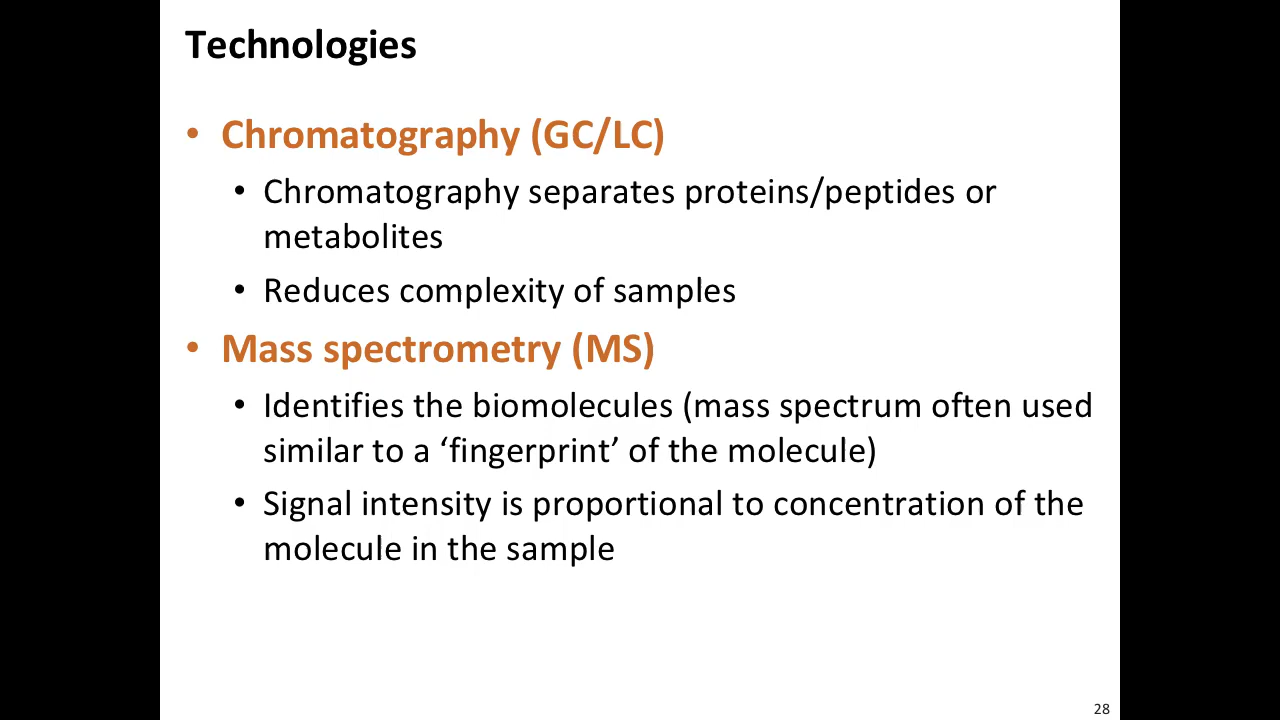 Technologies
• Chromatography (GC/LC)
• Chromatography separates proteins/peptides or
metabolites
• Reduces complexity of samples
• Mass spectrometry (MS)
• Identifies the biomolecules (mass spectrum often used
similar to a ‘fingerprint’ of the molecule)
• Signal intensity is proportional to concentration of the
molecule in the sample
28